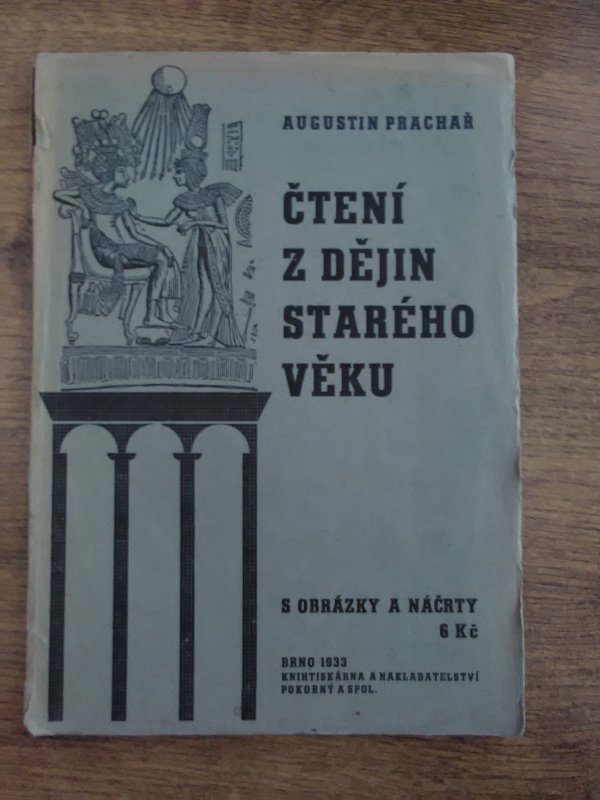 AUGUSTIN PRACHAŘ
ČTENÍ
Z DĚJIN
STARÉHO
VĚKU
S OBRÁZKY A NÁČRTY
6 Kč
BRNO 1933
KNIHTISKÁRNA A NAKLADATELSTVÍ
POKORNÝ A SPOL.